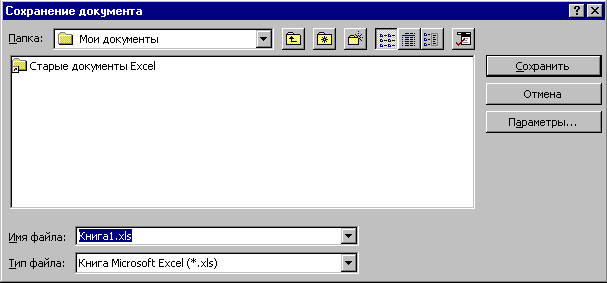 Сохранение документа
Папка: Мои документы
Старые документы Excel
Сохранить
Отмена
Параметры...
Имя файла: Книга1.xls
Тип файла: Книга Microsoft Excel (*.xls)